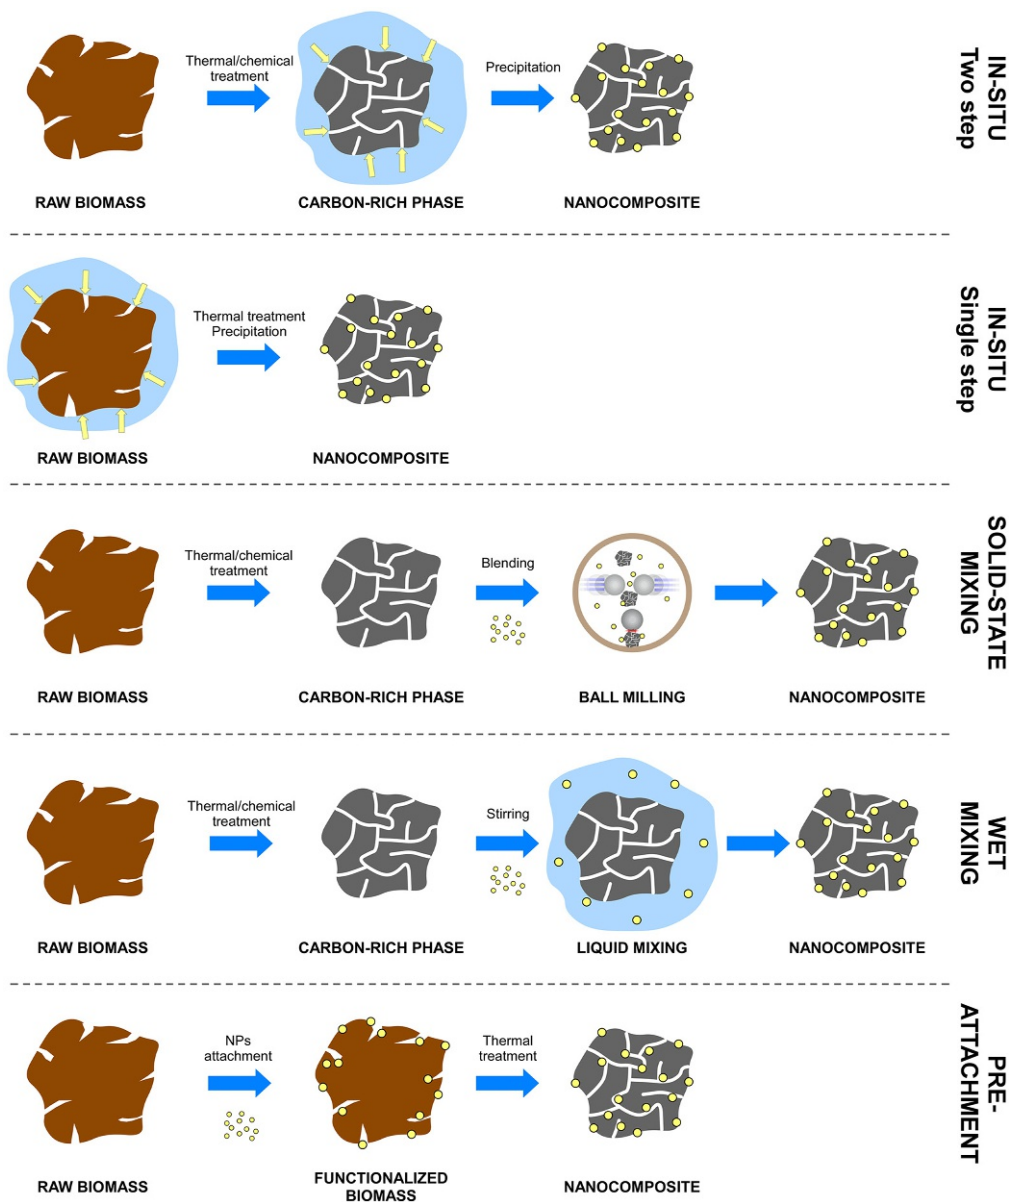 Thermal/chemical
treatment
Precipitation
RAW BIOMASS
CARBON-RICH PHASE
NANOCOMPOSITE
IN-SITU
Two step
Thermal treatment
Precipitation
RAW BIOMASS
NANOCOMPOSITE
IN-SITU
Single step
Thermal/chemical
treatment
Blending
RAW BIOMASS
CARBON-RICH PHASE
BALL MILLING
NANOCOMPOSITE
SOLID-STATE
MIXING
Thermal/chemical
treatment
Stirring
RAW BIOMASS
CARBON-RICH PHASE
LIQUID MIXING
NANOCOMPOSITE
WET
MIXING
NPs
attachment
Thermal
treatment
RAW BIOMASS
FUNCTIONALIZED
BIOMASS
NANOCOMPOSITE
PRE-
ATTACHMENT